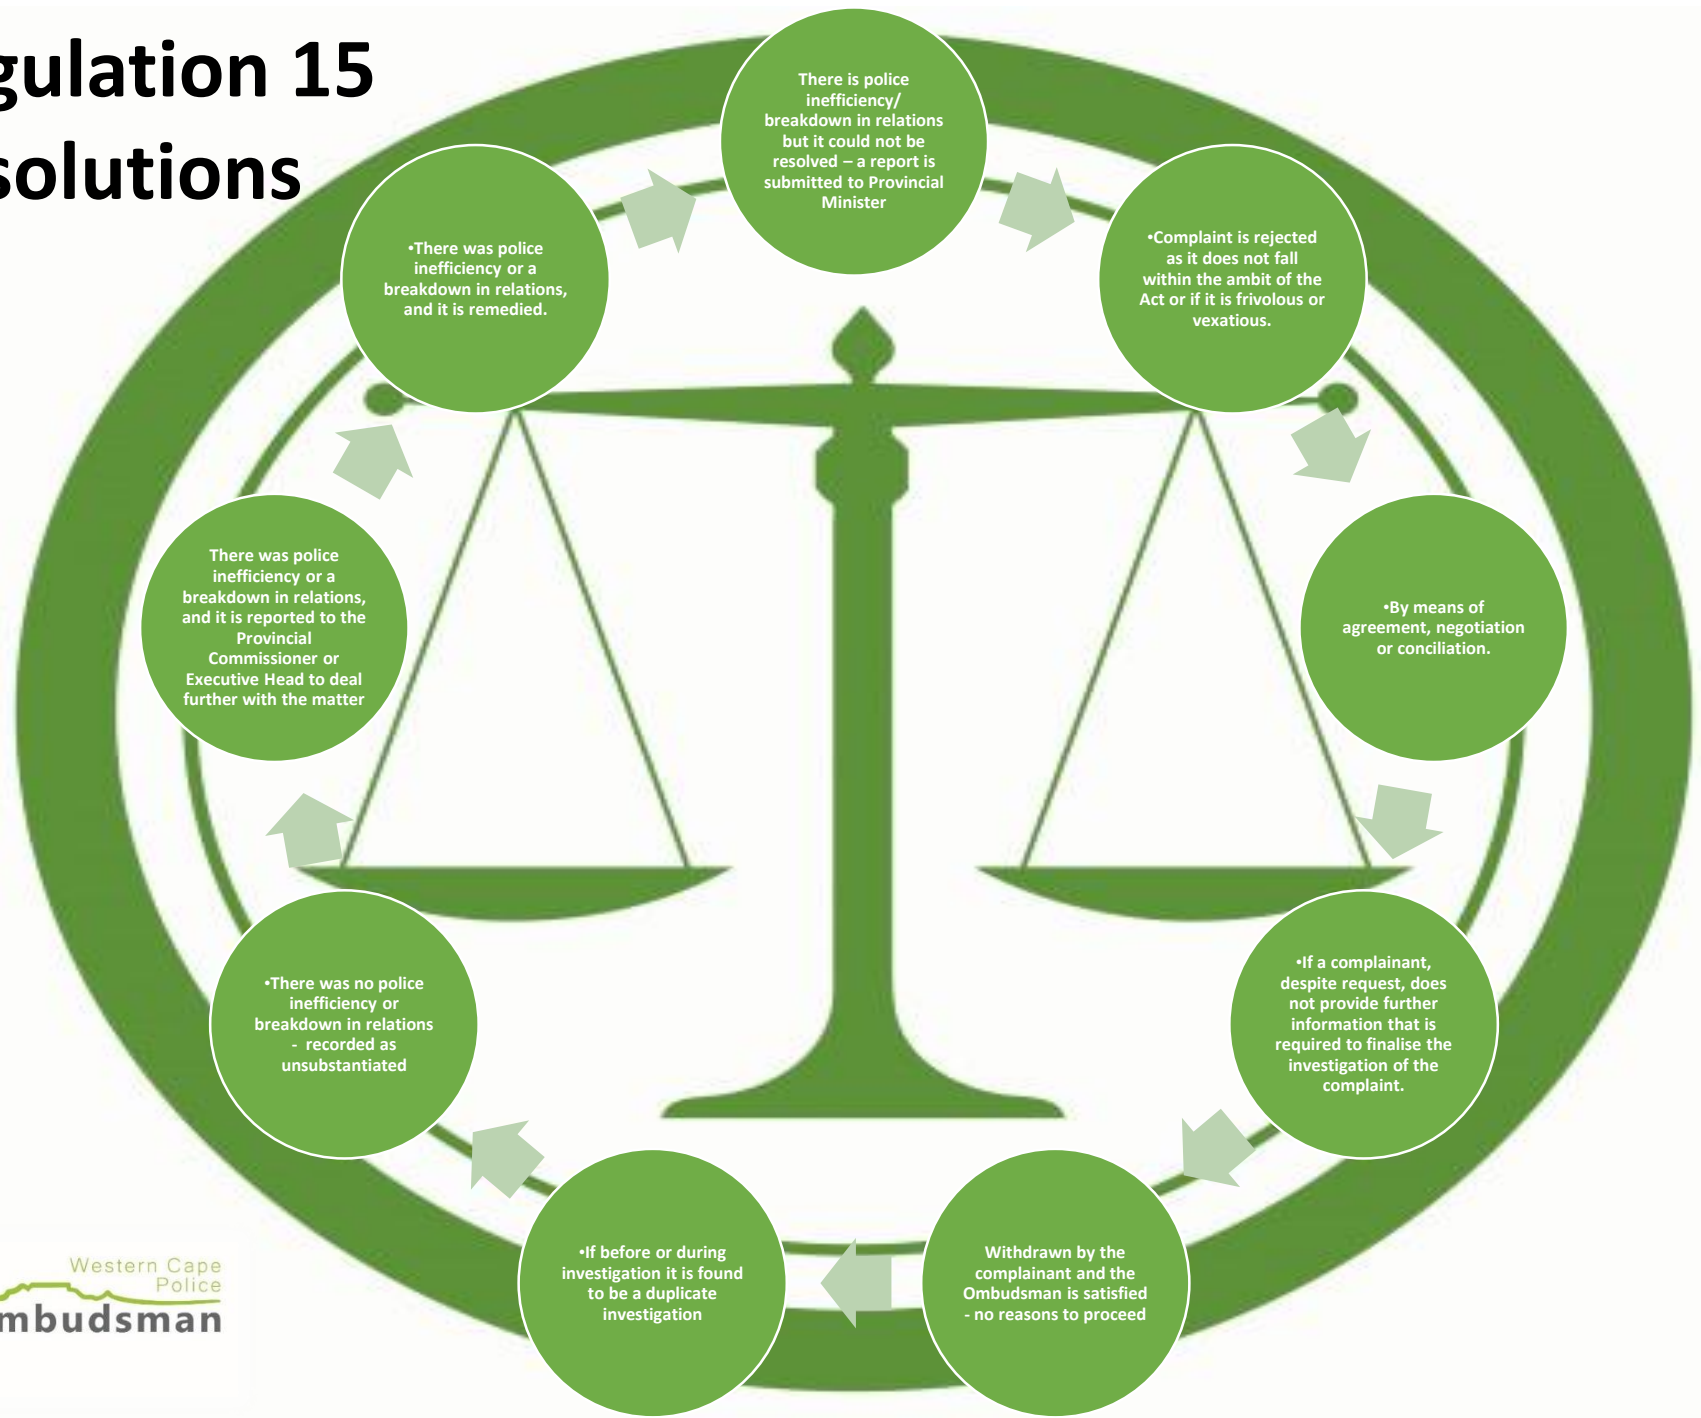 gulation 15
solutions
There is police
inefficiency/
breakdown in relations
but it could not be
resolved – a report is
submitted to Provincial
Minister
•Complaint is rejected
as it does not fall
within the ambit of the
Act or if it is frivolous or
vexatious.
•By means of
agreement, negotiation
or conciliation.
•If a complainant,
despite request, does
not provide further
information that is
required to finalise the
investigation of the
complaint.
Withdrawn by the
complainant and the
Ombudsman is satisfied
- no reasons to proceed
•If before or during
investigation it is found
to be a duplicate
investigation
•There was no police
inefficiency or
breakdown in relations
- recorded as
unsubstantiated
There was police
inefficiency or a
breakdown in relations,
and it is reported to the
Provincial
Commissioner or
Executive Head to deal
further with the matter
•There was police
inefficiency or a
breakdown in relations,
and it is remedied.
Western Cape
Police
mbudsman